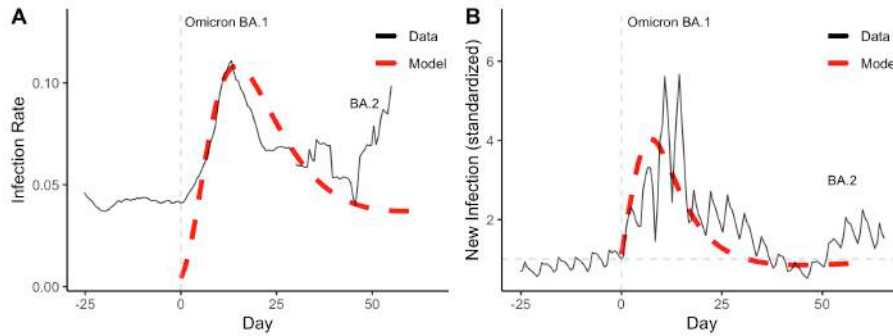 A
Omicron BA.1
Data
Model
BA.2
0.10
0.05
0.00
Infection Rate
-25
0
25
50
Day
B
Omicron BA.1
Data
Model
BA.2
6
4
2
New Infection (standardized)
-25
0
25
50
Day